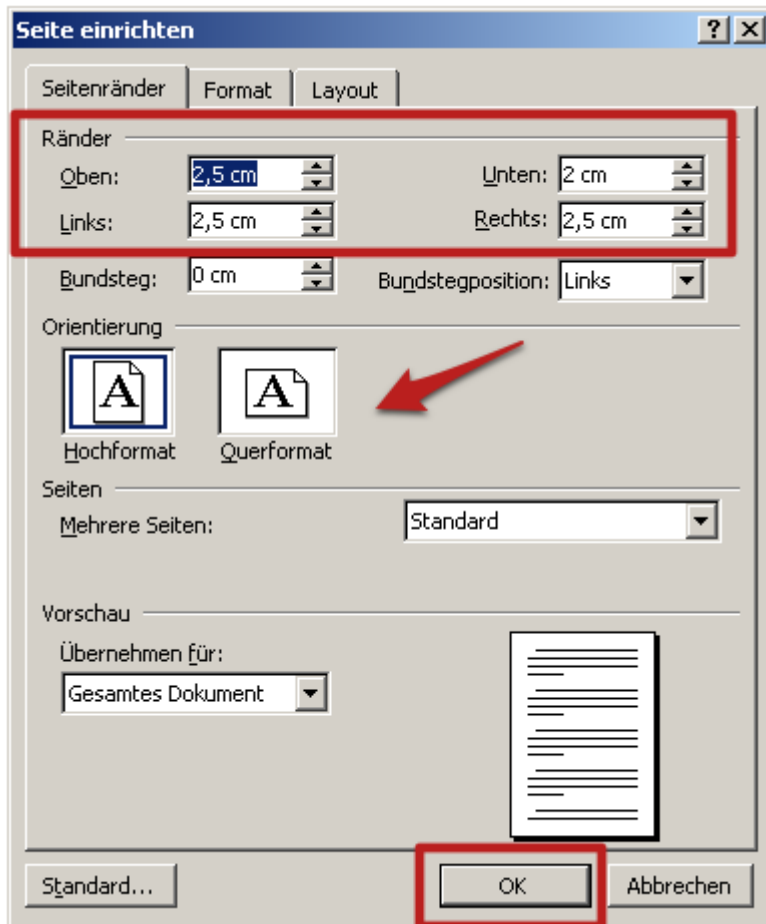 Seite einrichten
Seitenränder Format Layout
Ränder
Oben: 2,5 cm Unten: 2 cm
Links: 2,5 cm Rechts: 2,5 cm
Bundsteg: 0 cm Bundstegposition: Links
Orientierung
A A
Hochformat Querformat
Seiten
Mehrere Seiten: Standard
Vorschau
Übernehmen für:
Gesamtes Dokument
Standard... OK Abbrechen